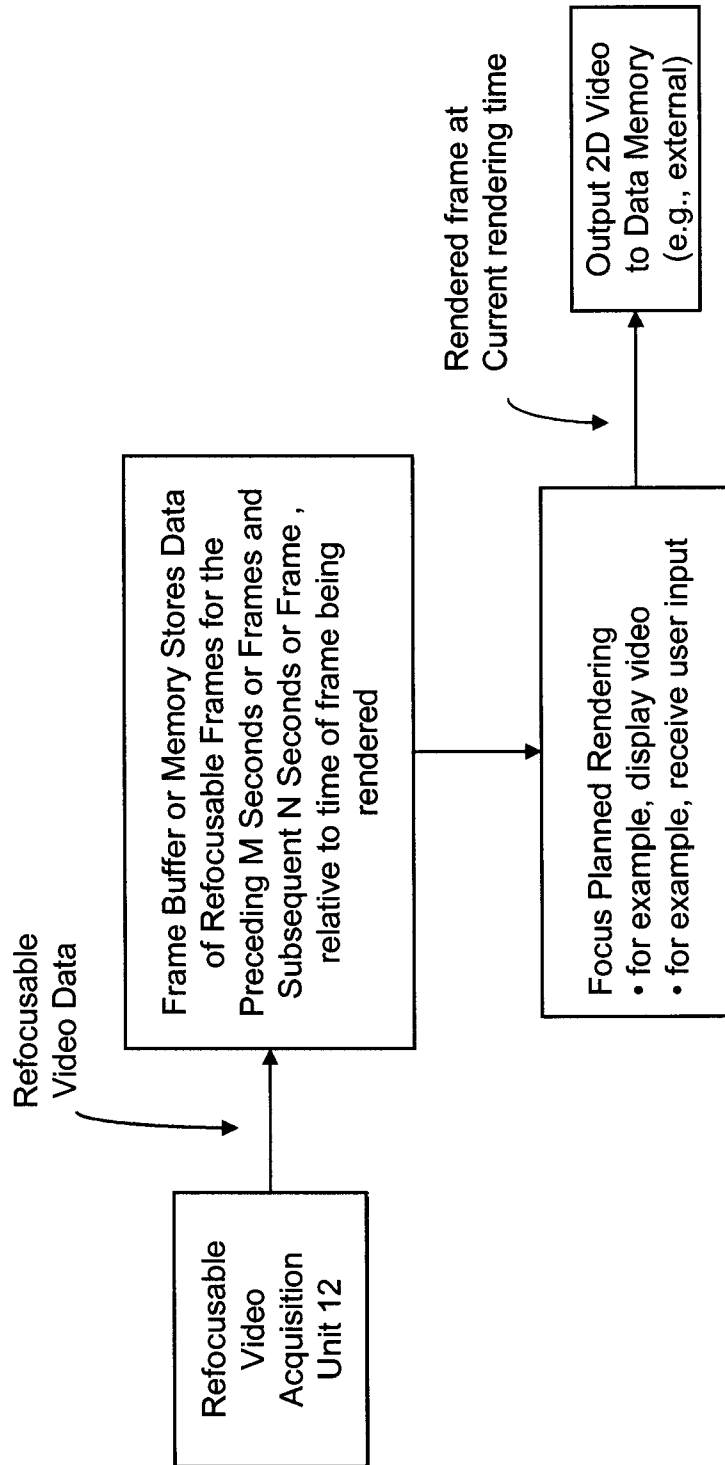 Refocusable
Video
Acquisition
Unit 12
Refocusable
Video Data
Frame Buffer or Memory Stores Data
of Refocusable Frames for the
Preceding M Seconds or Frames and
Subsequent N Seconds or Frame ,
relative to time of frame being
rendered
Focus Planned Rendering
• for example, display video
• for example, receive user input
Rendered frame at
Current rendering time
Output 2D Video
to Data Memory
(e.g., external)